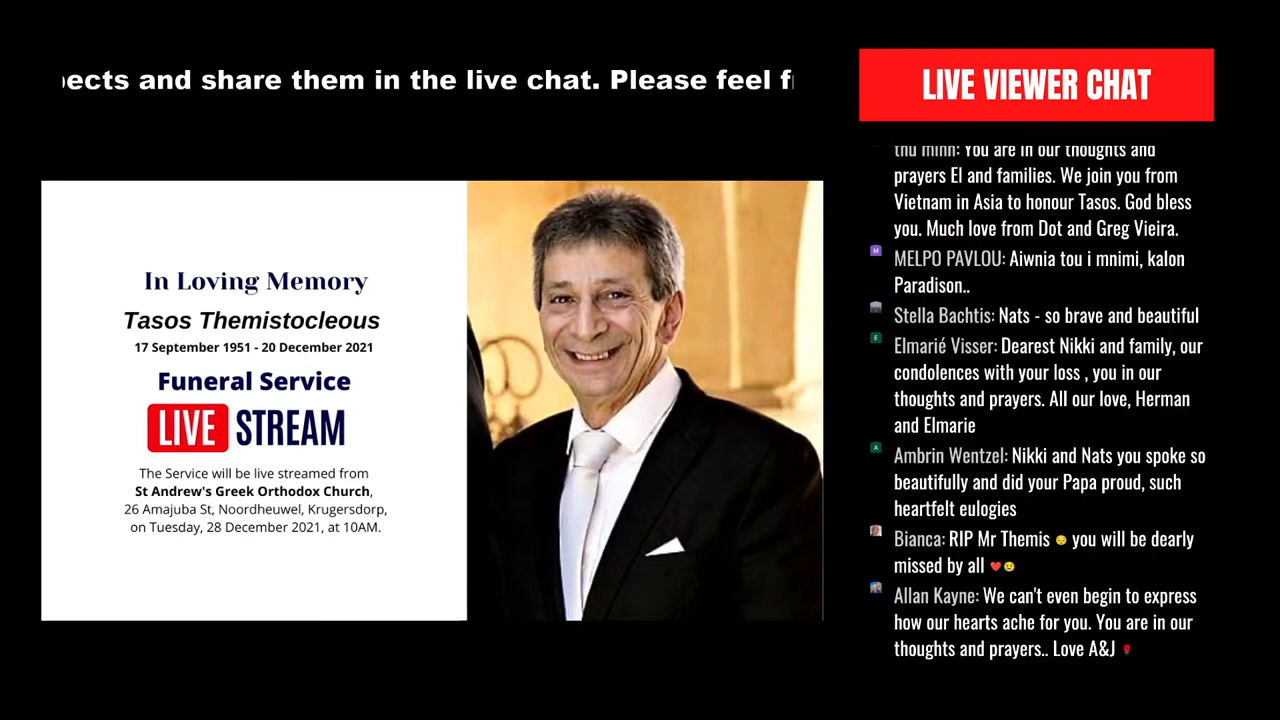 pects and share them in the live chat. Please feel f
In Loving Memory
Tasos Themistocleous
17 September 1951 - 20 December 2021
Funeral Service
LIVE STREAM
The Service will be live streamed from
St Andrew's Greek Orthodox Church,
26 Amajuba St, Noordheuwel, Krugersdorp,
on Tuesday, 28 December 2021, at 10AM.
LIVE VIEWER CHAT
thu minh: You are in our thoughts and
prayers El and families. We join you from
Vietnam in Asia to honour Tasos. God bless
you. Much love from Dot and Greg Vieira.
M
MELPO PAVLOU: Aiwnia tou i mnimi, kalon
Paradison..
Stella Bachtis: Nats - so brave and beautiful
E
Elmarié Visser: Dearest Nikki and family, our
condolences with your loss , you in our
thoughts and prayers. All our love, Herman
and Elmarie
A
Ambrin Wentzel: Nikki and Nats you spoke so
beautifully and did your Papa proud, such
heartfelt eulogies
Bianca: RIP Mr Themis 😔 you will be dearly
missed by all ❤️😢
Allan Kayne: We can't even begin to express
how our hearts ache for you. You are in our
thoughts and prayers.. Love A&J 🌹